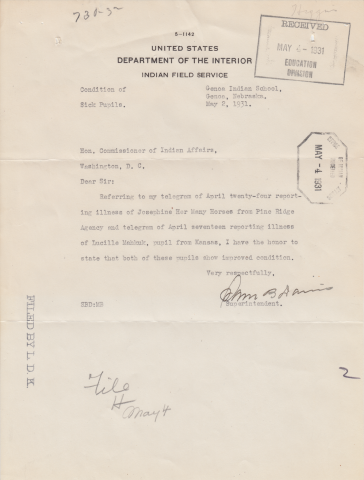 730-32
5-1142
RECEIVED
MAY 6-1931
EDUCATION
DIVISION
UNITED STATES
DEPARTMENT OF THE INTERIOR
INDIAN FIELD SERVICE
Condition of
Sick Pupils.
Genoa Indian School,
Genoa, Nebraska.
May 2, 1931.
Hon. Commissioner of Indian Affairs,
Washington, D. C.
MAY -4 1931
Dear Sir:
Referring to my telegram of April twenty-four report-
ing illness of Josephine Her Many Horses from Pine Ridge
Agency and telegram of April seventeen reporting illness
of Lucille pupil from Kansas, I have the honor to
state that both of these pupils show improved condition.
Very respectfully,
Superintendent.
FILED BY L. D. K
File
May 4
2